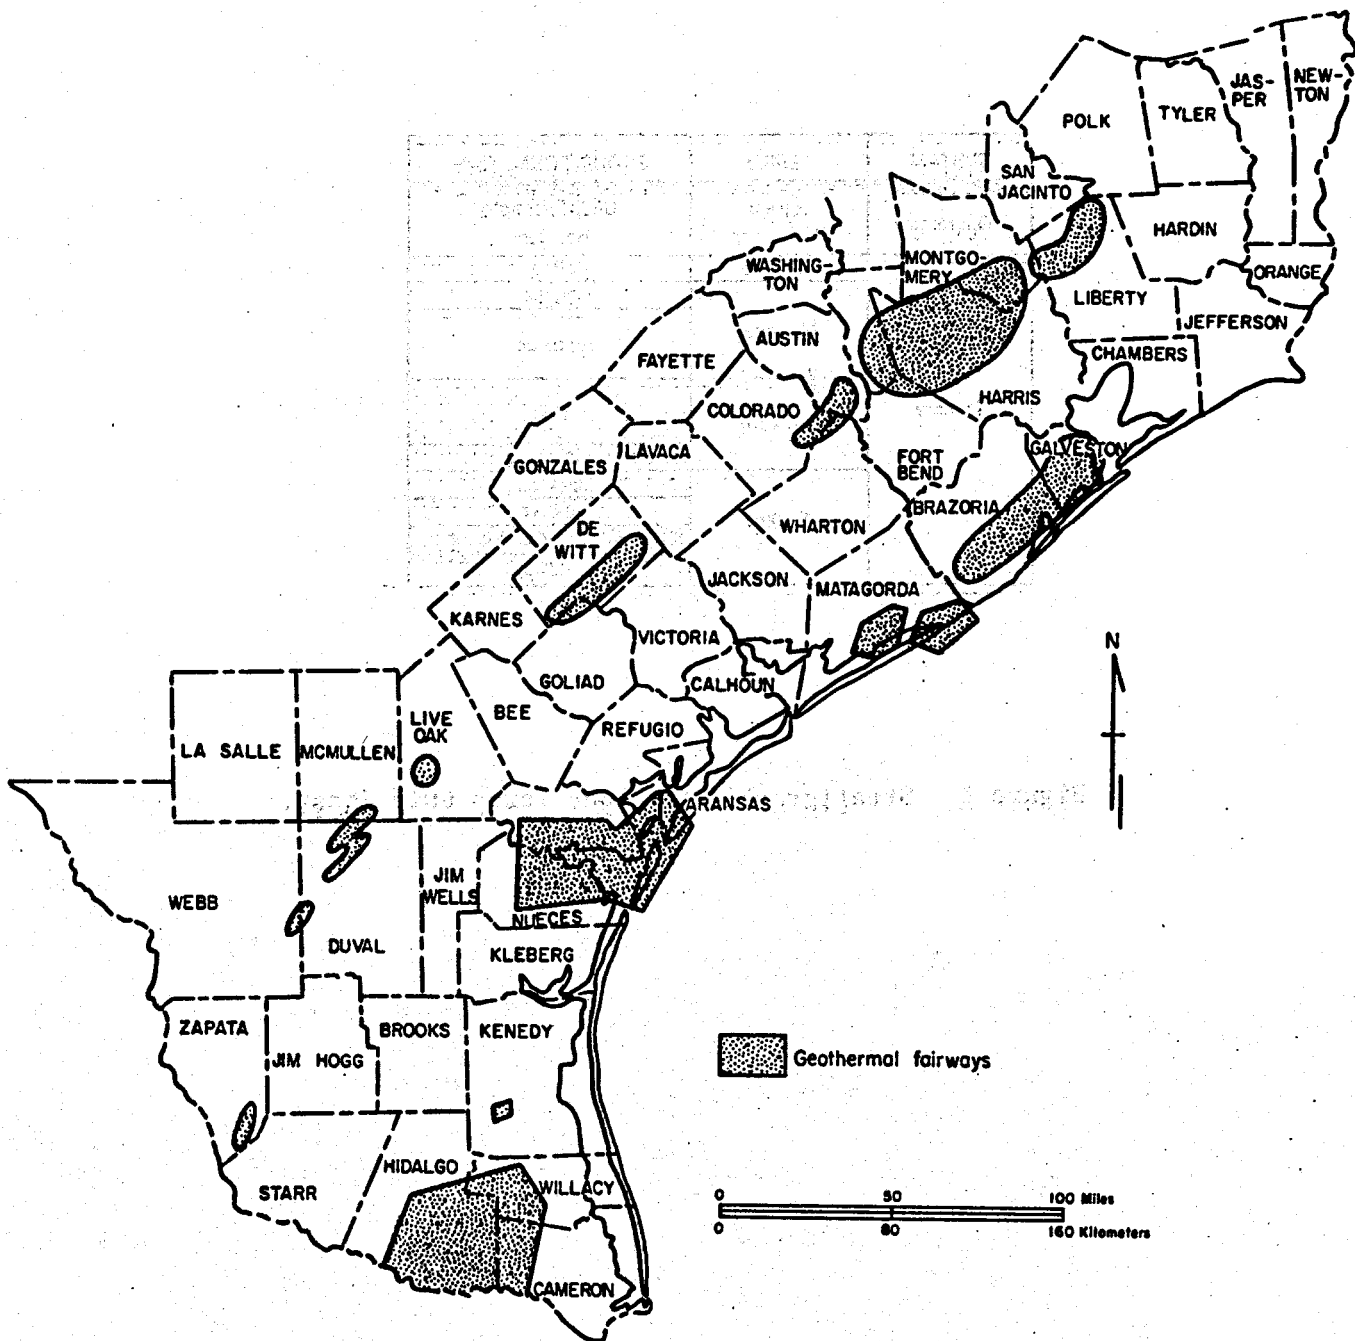 JAS-
PER
NEW-
TON
POLK
TYLER
SAN
JACINTO
HARDIN
WASHING-
TON
MONTGO-
MERY
ORANGE
LIBERTY
JEFFERSON
AUSTIN
CHAMBERS
FAYETTE
HARRIS
COLORADO
GALVESTON
LAVACA
GONZALES
FORT
BEND
BRAZORIA
WHARTON
DE
WITT
JACKSON
MATAGORDA
KARNES
VICTORIA
N
GOLIAD
CALHOUN
BEE
LIVE
OAK
REFUGIO
LA SALLE
MCMULLEN
ARANSAS
JIM
WELLS
WEBB
NUECES
DUVAL
KLEBERG
ZAPATA
BROOKS
KENEDY
JIM HOGG
Geothermal fairways
HIDALGO
STARR
WILLACY
0 50 100 Miles
0 80 160 Kilometers
CAMERON